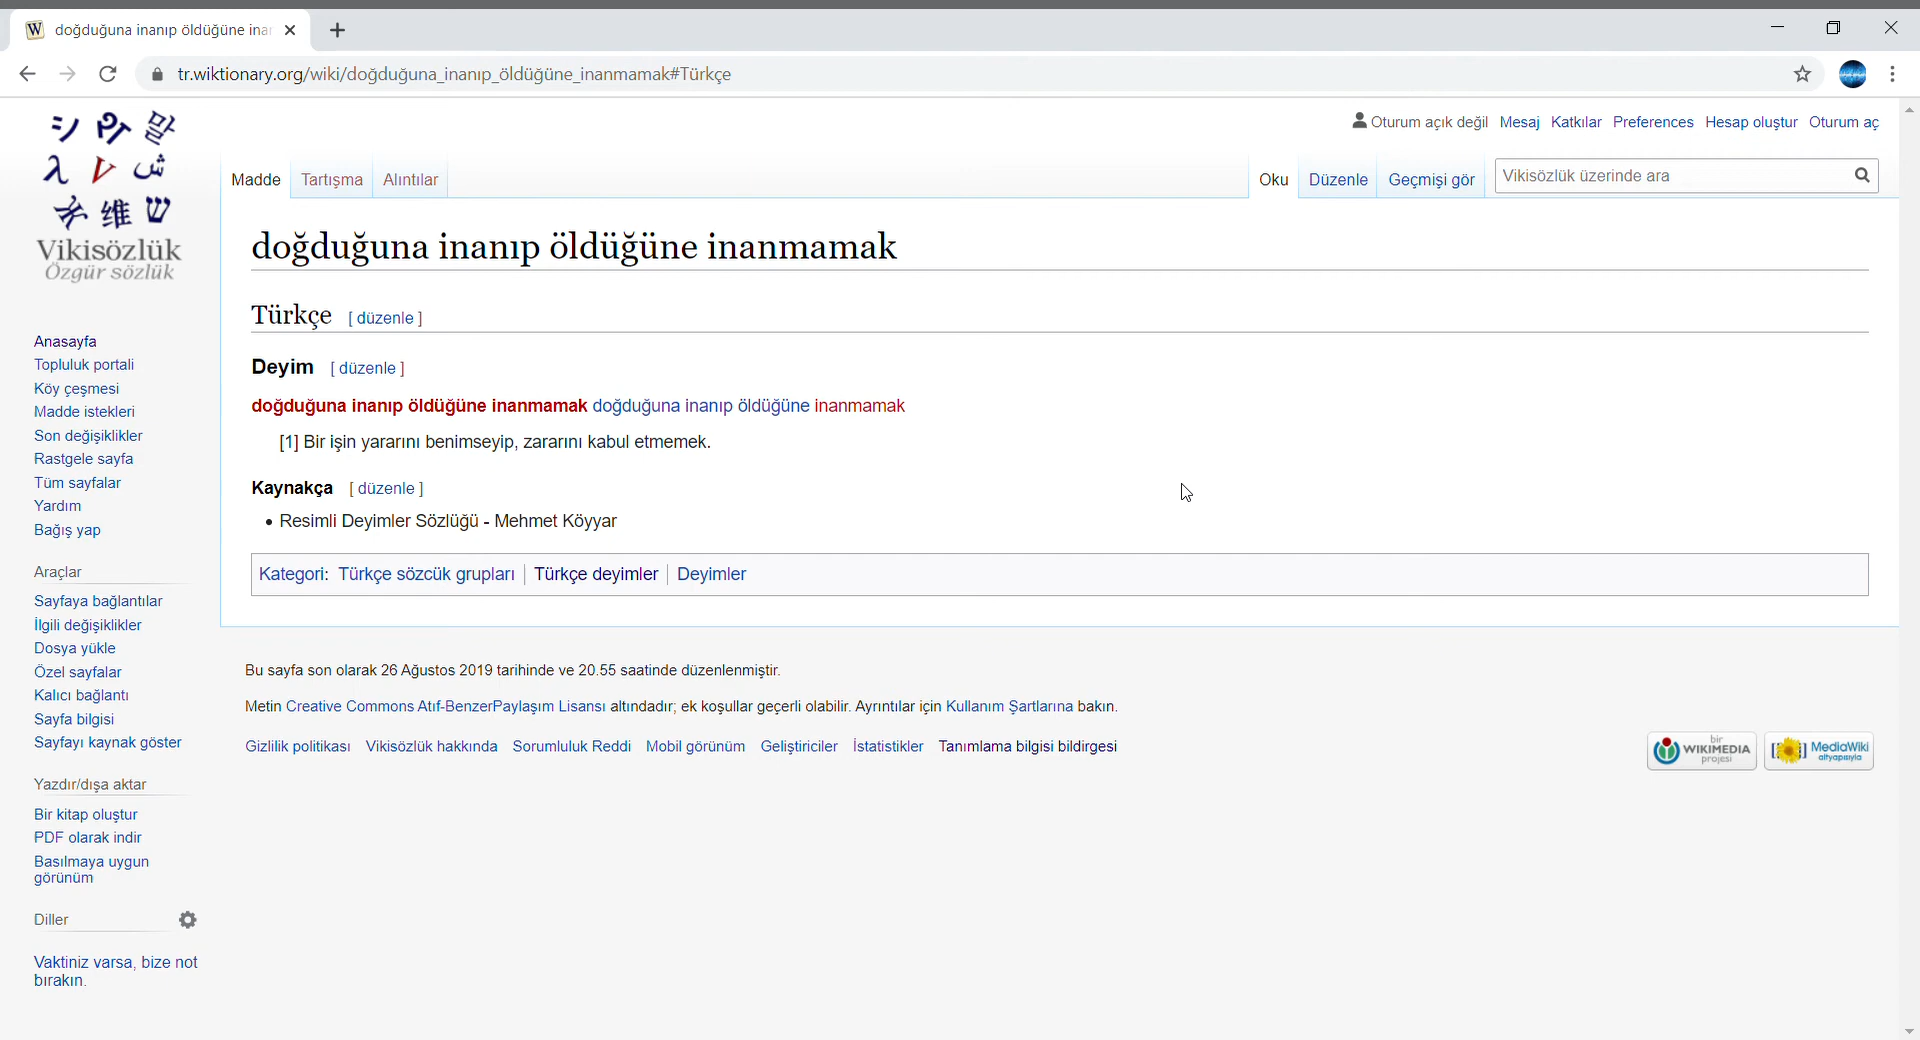 doğduğuna inanıp öldüğüne inan
tr.wiktionary.org/wiki/doğduğuna_inanıp_öldüğüne_inanmamak#Türkçe
Oturum açık değil Mesaj Katkılar Preferences Hesap oluştur Oturum aç
Vikisözlük
Özgür sözlük
Madde Tartışma Alıntılar Oku Düzenle Geçmişi gör Vikisözlük üzerinde ara
doğduğuna inanıp öldüğüne inanmamak
Türkçe [ düzenle ]
Deyim [ düzenle ]
doğduğuna inanıp öldüğüne inanmamak doğduğuna inanıp öldüğüne inanmamak
[1] Bir işin yararını benimseyip, zararını kabul etmemek.
Kaynakça [ düzenle ]
• Resimli Deyimler Sözlüğü - Mehmet Köyyar
Kategori: Türkçe sözcük grupları | Türkçe deyimler | Deyimler
Bu sayfa son olarak 26 Ağustos 2019 tarihinde ve 20.55 saatinde düzenlenmiştir.
Metin Creative Commons Atıf-BenzerPaylaşım Lisansı altındadır; ek koşullar geçerli olabilir. Ayrıntılar için Kullanım Şartlarına bakın.
Gizlilik politikası Vikisözlük hakkında Sorumluluk Reddi Mobil görünüm Geliştiriciler İstatistikler Tanımlama bilgisi bildirgesi
bir
WIKIMEDIA
projesi
MediaWiki
altyapısıyla
Anasayfa
Topluluk portali
Köy çeşmesi
Madde istekleri
Son değişiklikler
Rastgele sayfa
Tüm sayfalar
Yardım
Bağış yap
Araçlar
Sayfaya bağlantılar
İlgili değişiklikler
Dosya yükle
Özel sayfalar
Kalıcı bağlantı
Sayfa bilgisi
Sayfayı kaynak göster
Yazdır/dışa aktar
Bir kitap oluştur
PDF olarak indir
Basılmaya uygun
görünüm
Diller
Vaktiniz varsa, bize not
bırakın.